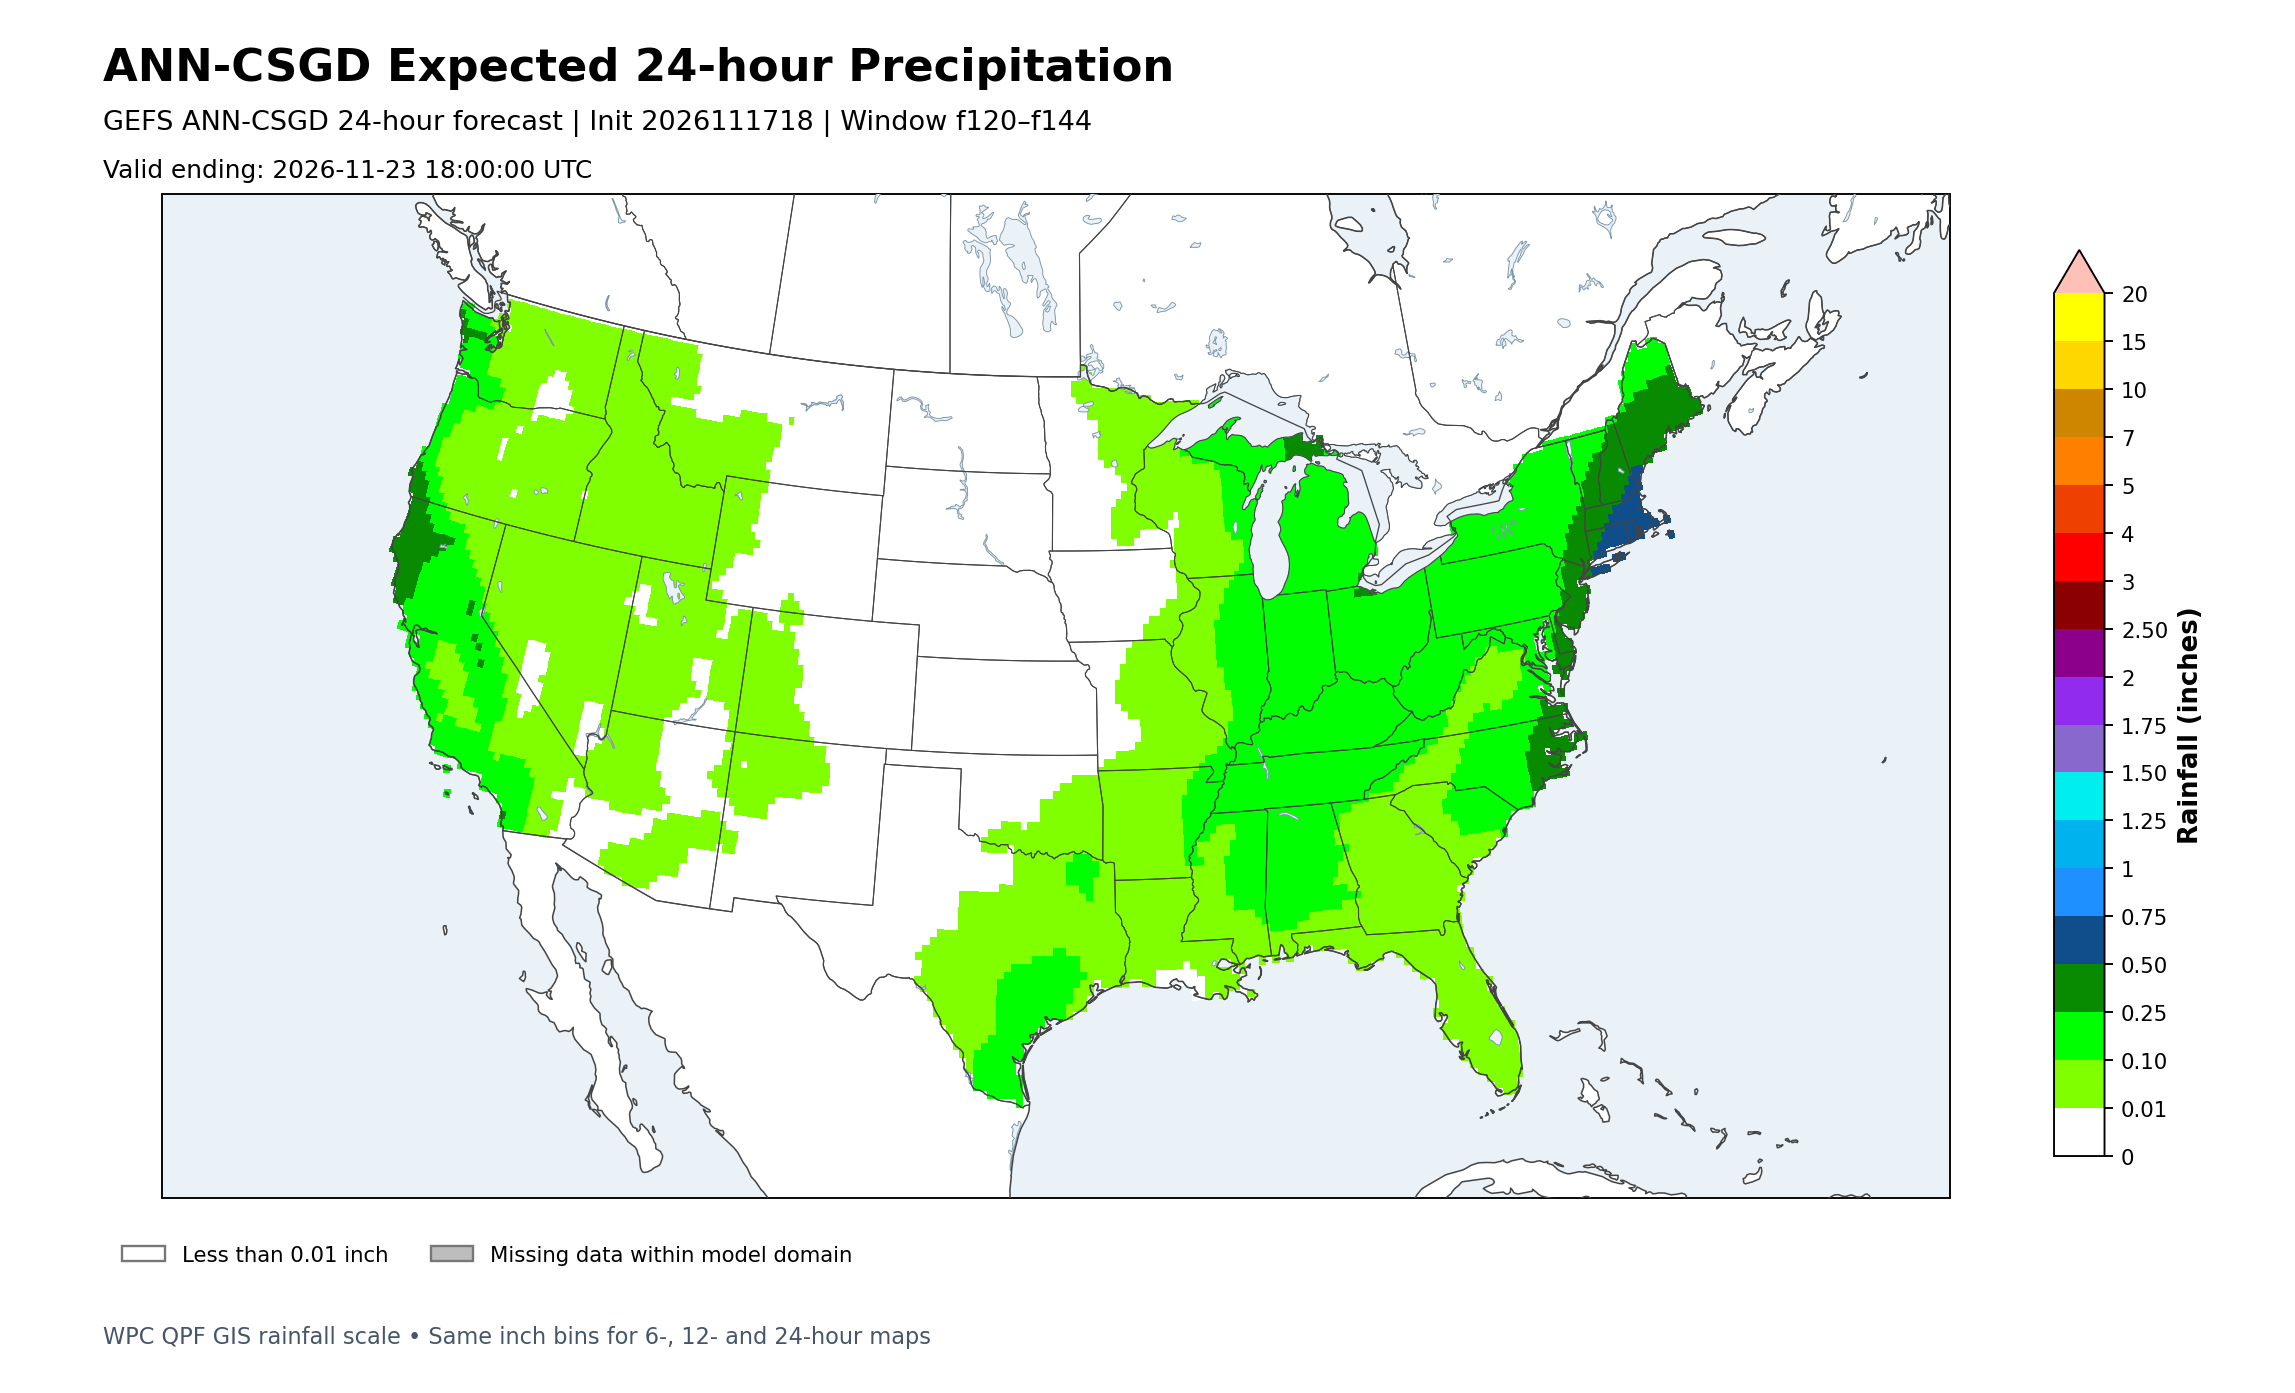 ANN-CSGD Expected 24-hour Precipitation
GEFS ANN-CSGD 24-hour forecast | Init 2026111718 | Window f120–f144
Valid ending: 2026-11-23 18:00:00 UTC
20
15
10
7
5
4
3
2.50
2
1.75
1.50
1.25
1
0.75
0.50
0.25
0.10
0.01
0
Rainfall (inches)
Less than 0.01 inch
Missing data within model domain
WPC QPF GIS rainfall scale • Same inch bins for 6-, 12- and 24-hour maps